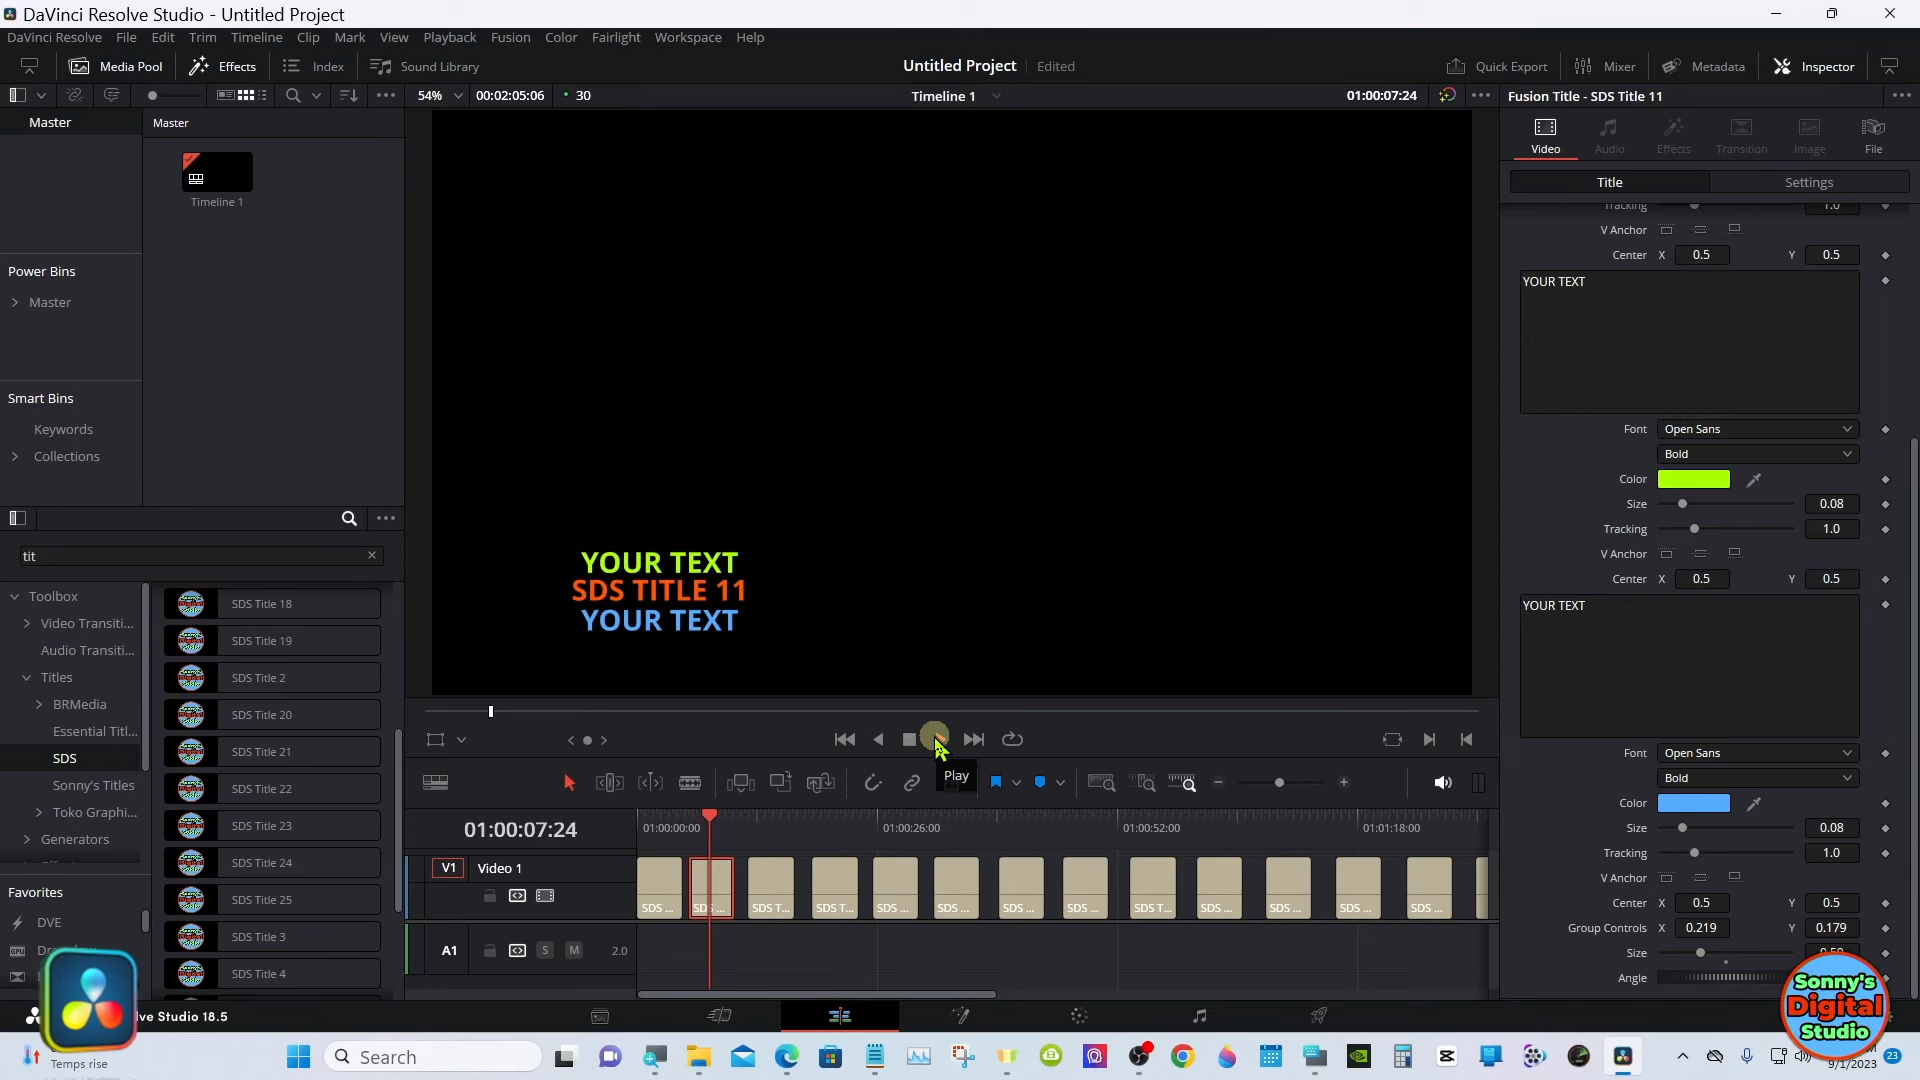 DaVinci Resolve Studio - Untitled Project
DaVinci Resolve File Edit Trim Timeline Clip Mark View Playback Fusion Color Fairlight Workspace Help
Media Pool Effects Index Sound Library Untitled Project Edited Quick Export Mixer Metadata Inspector
54% 00:02:05:06 30 Timeline 1 01:00:07:24 Fusion Title - SDS Title 11
Master Master
Video Audio Effects Transition Image File
Timeline 1
Title Settings
Tracking 1.0
V Anchor
Center X 0.5 Y 0.5
Power Bins
Master
YOUR TEXT
Smart Bins
Keywords
Collections
Font Open Sans
Bold
Color
Size 0.08
Tracking 1.0
V Anchor
Center X 0.5 Y 0.5
tit
YOUR TEXT
SDS TITLE 11
YOUR TEXT
YOUR TEXT
Toolbox
Video Transiti...
Audio Transiti...
Titles
BRMedia
Essential Titl...
SDS
Sonny's Titles
Toko Graphi...
Generators
SDS Title 18
SDS Title 19
SDS Title 2
SDS Title 20
SDS Title 21
SDS Title 22
SDS Title 23
SDS Title 24
SDS Title 25
SDS Title 3
SDS Title 4
Favorites
DVE
Play
Font Open Sans
Bold
Color
Size 0.08
Tracking 1.0
V Anchor
Center X 0.5 Y 0.5
Group Controls X 0.219 Y 0.179
Size
Angle
01:00:07:24 01:00:00:00 01:00:26:00 01:00:52:00 01:01:18:00
V1 Video 1
SDS ... SDS ... SDS T... SDS T... SDS ... SDS ... SDS ... SDS ... SDS T... SDS ... SDS ... SDS ... SDS ...
A1 S M 2.0
Sonny's
Digital
Studio
lve Studio 18.5
Temps rise
Search
9/1/2023
23